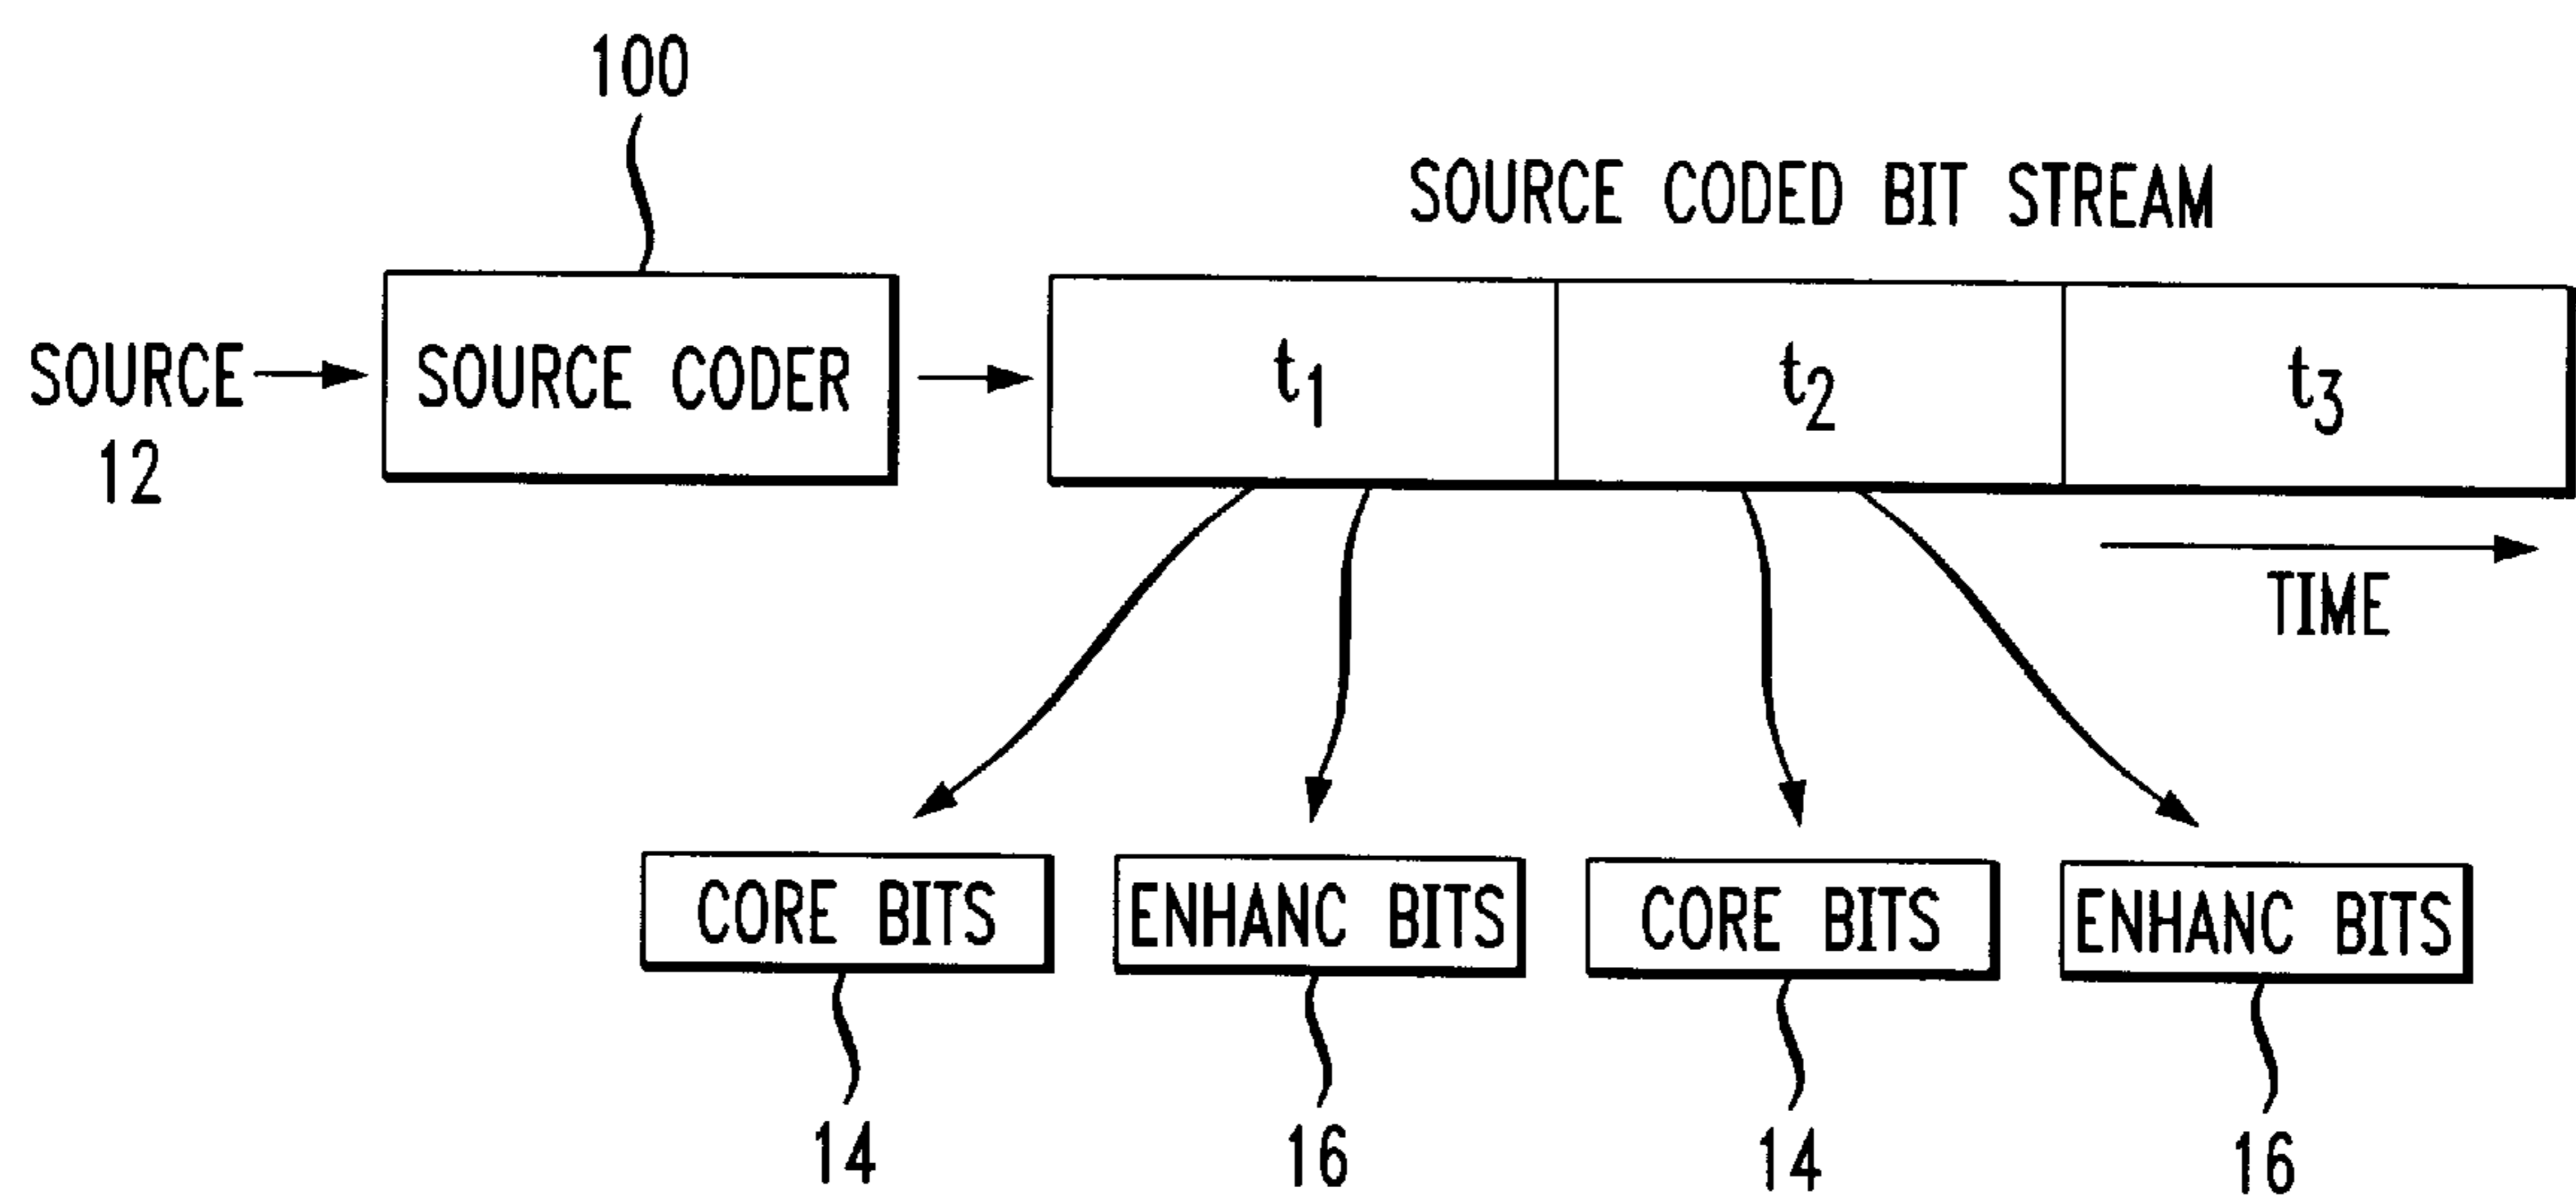 100
SOURCE CODED BIT STREAM
SOURCE
12
SOURCE CODER
t1
t2
t3
TIME
CORE BITS
ENHANC BITS
CORE BITS
ENHANC BITS
14
16
14
16